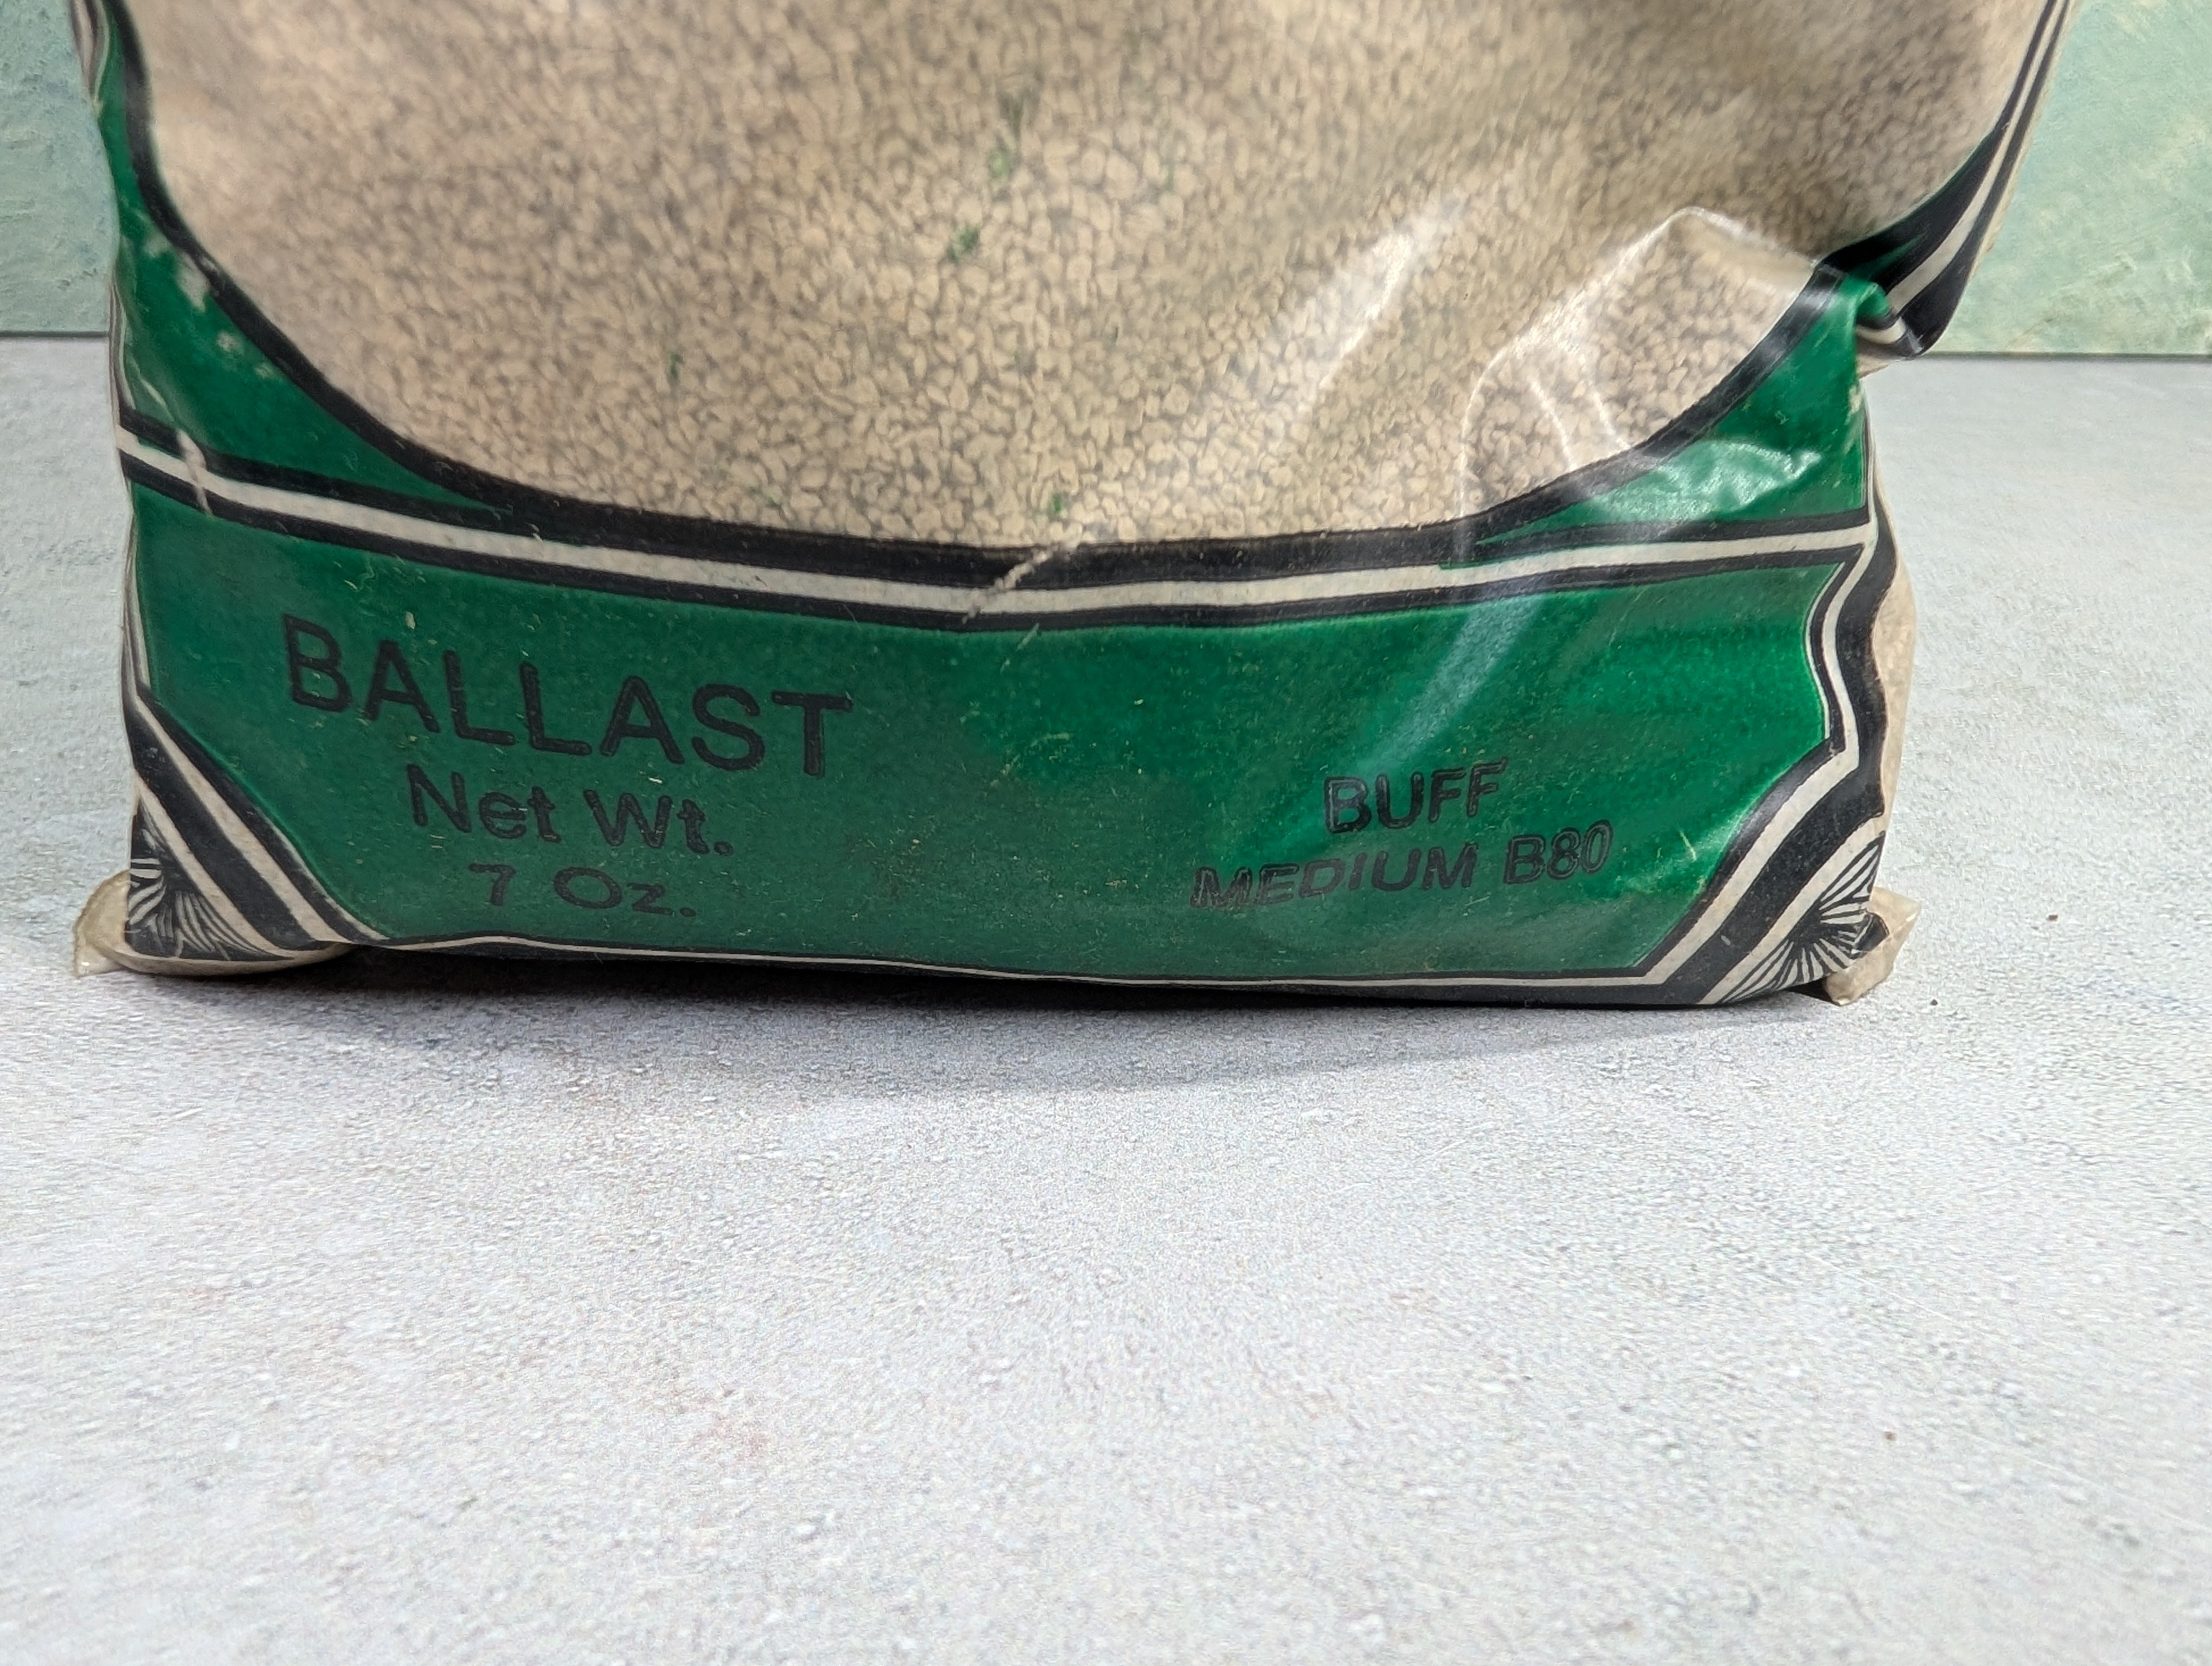 BALLAST
Net Wt.
7 Oz.
BUFF
MEDIUM B80